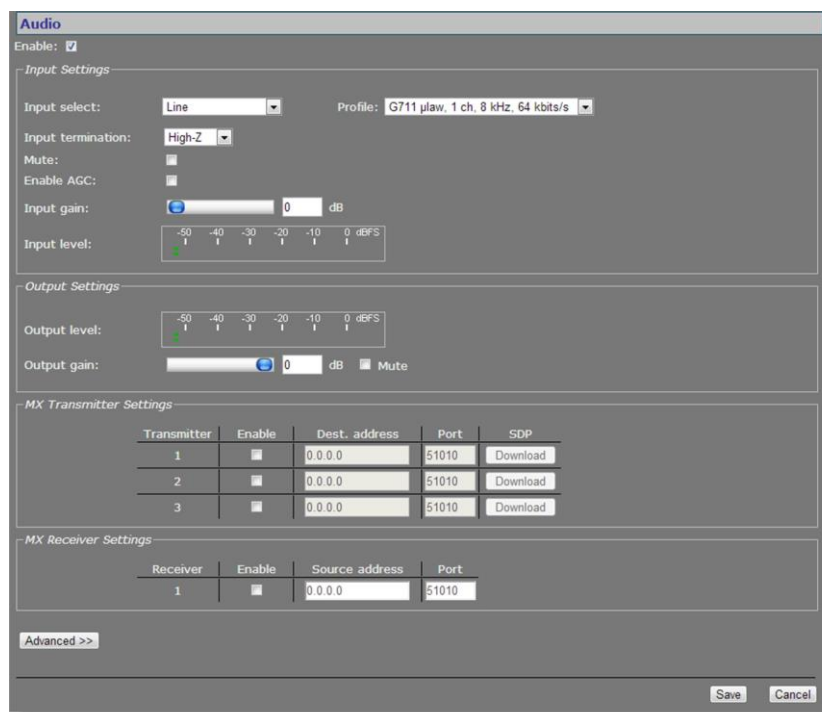 Audio
Enable:
Input Settings
Input select: Line Profile: G711 µlaw, 1 ch, 8 kHz, 64 kbits/s
Input termination: High-Z
Mute:
Enable AGC:
Input gain: 0 dB
-50 -40 -30 -20 -10 0 dBFS
Input level:
Output Settings
-50 -40 -30 -20 -10 0 dBFS
Output level:
Output gain: 0 dB Mute
MX Transmitter Settings
Transmitter Enable Dest. address Port SDP
1 0.0.0.0 51010 Download
2 0.0.0.0 51010 Download
3 0.0.0.0 51010 Download
MX Receiver Settings
Receiver Enable Source address Port
1 0.0.0.0 51010
Advanced >>
Save Cancel